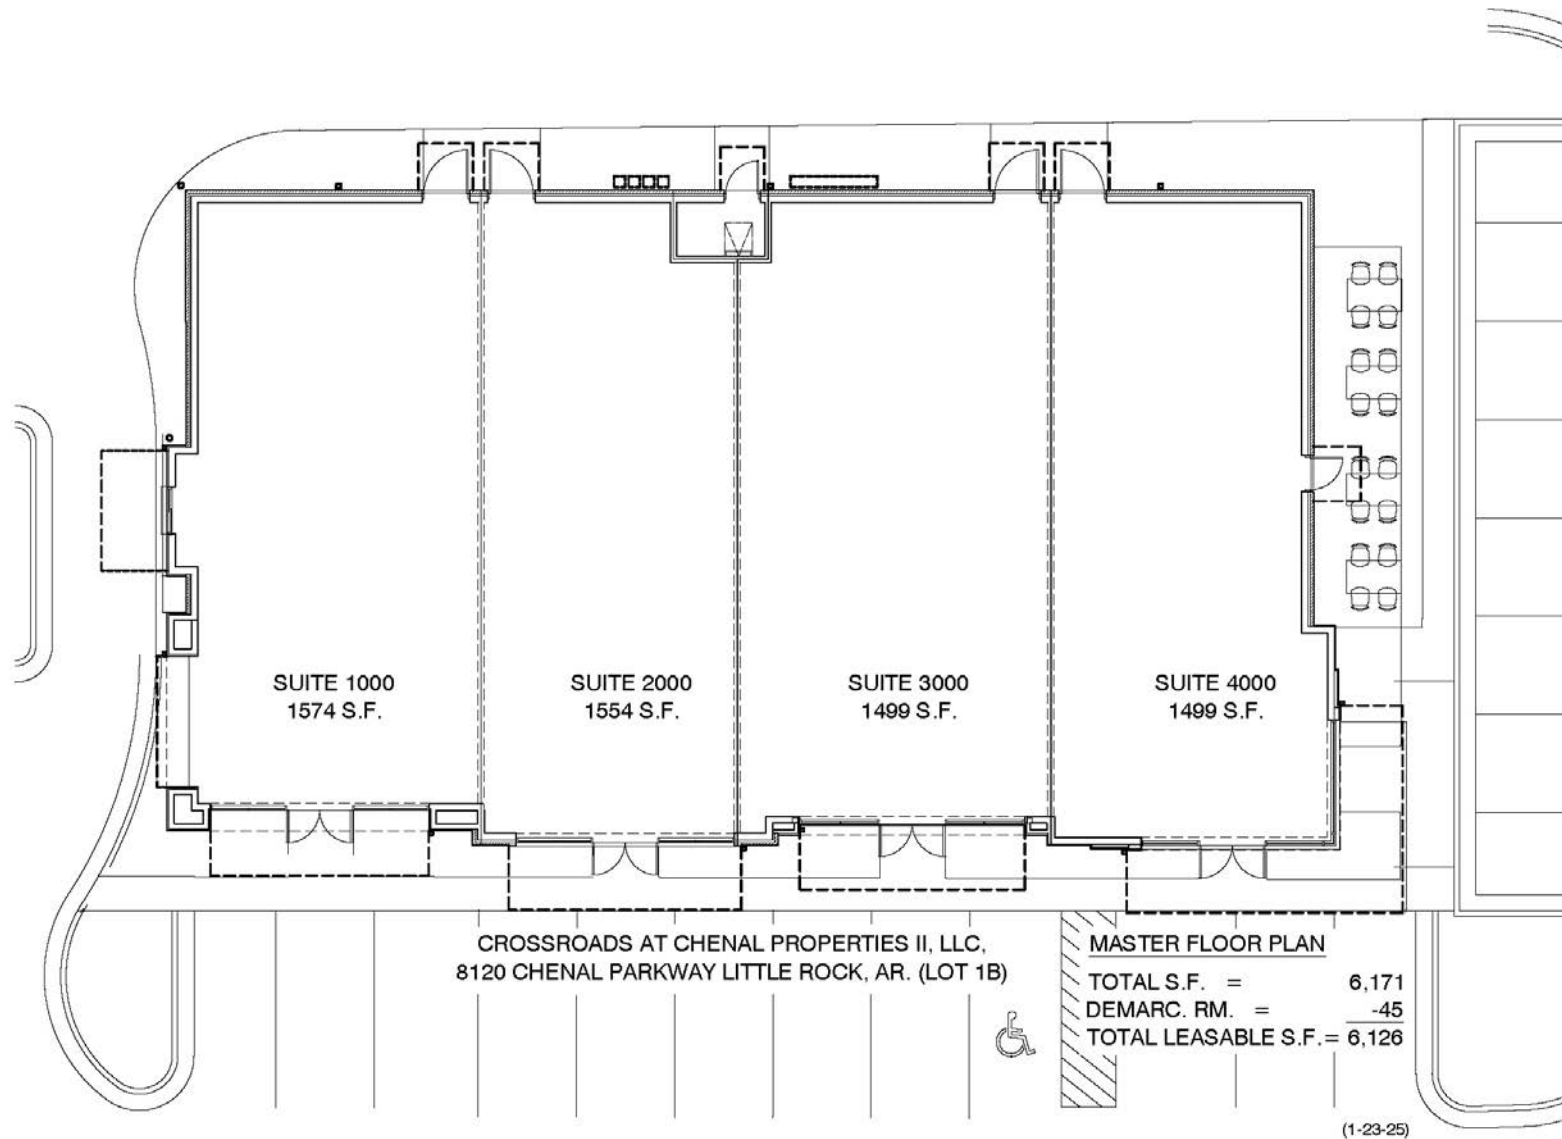 SUITE 1000
1574 S.F.
SUITE 2000
1554 S.F.
SUITE 3000
1499 S.F.
SUITE 4000
1499 S.F.
CROSSROADS AT CHENAL PROPERTIES II, LLC,
8120 CHENAL PARKWAY LITTLE ROCK, AR. (LOT 1B)
MASTER FLOOR PLAN
TOTAL S.F. = 6,171
DEMARC. RM. = -45
TOTAL LEASABLE S.F. = 6,126
(1-23-25)